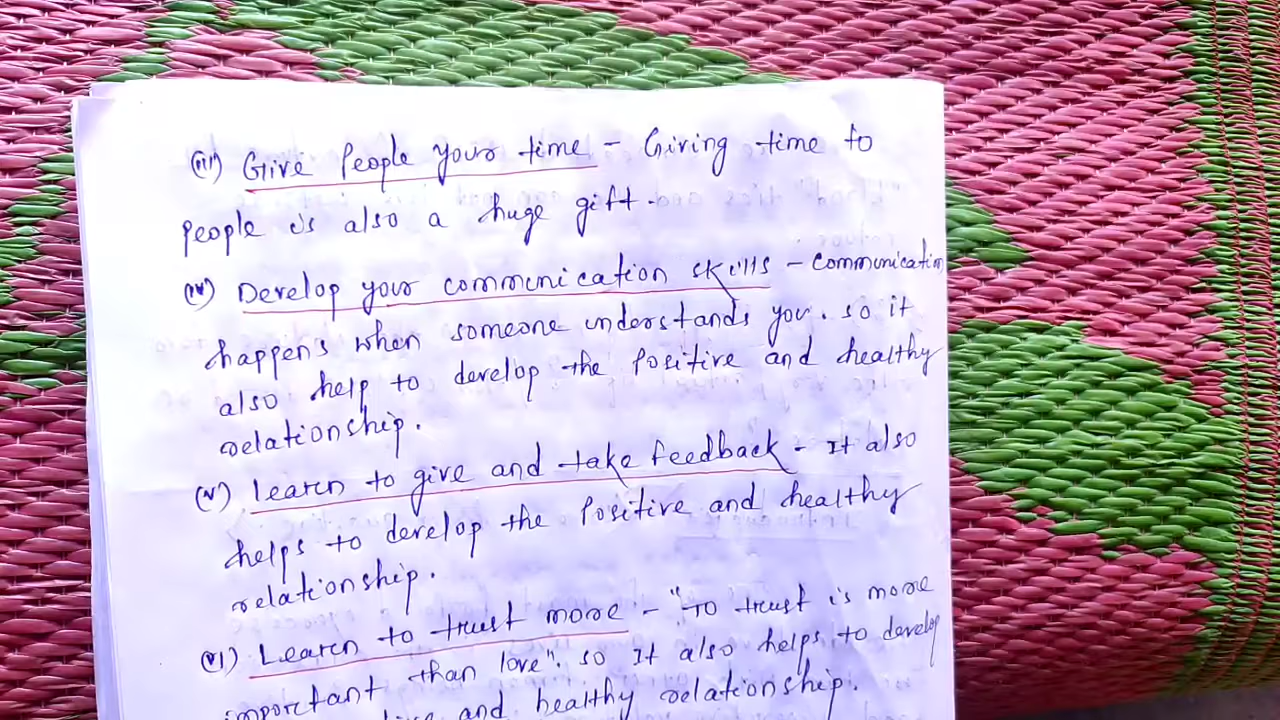 (iii) Give People your time - Giving time to
people is also a huge gift.
(iv) Develop your communication skills - communication
happens when someone understands you. so it
also help to develop the positive and healthy
relationship.
(v) learn to give and take feedback - It also
helps to develop the positive and healthy
relationship.
(vi) Learn to trust more - "To trust is more
important than love". so It also helps to develop
and healthy relationship.